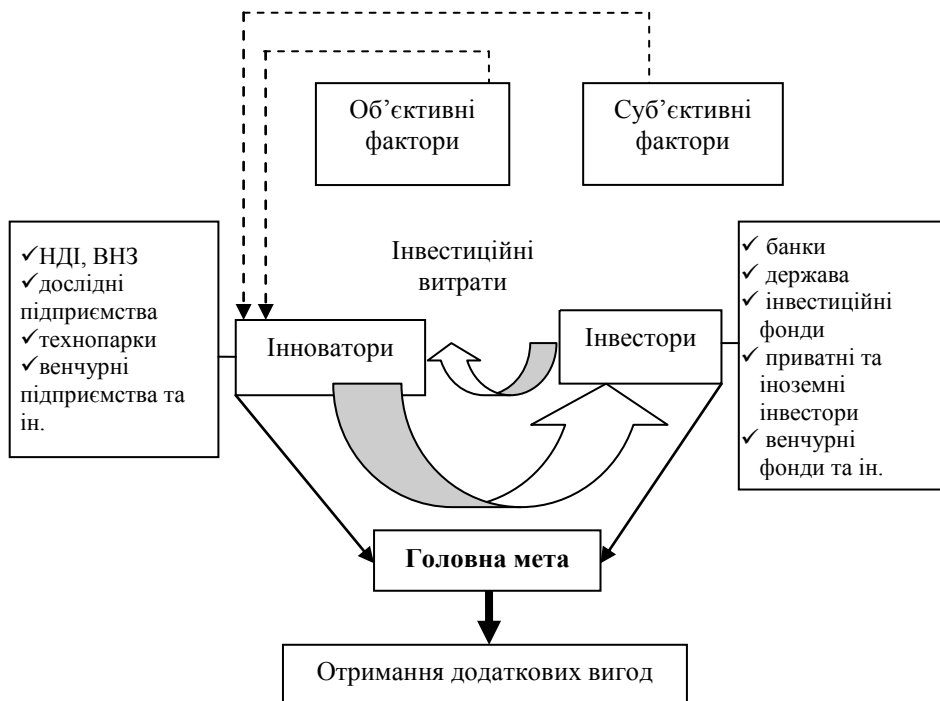 Об’єктивні
фактори
Суб’єктивні
фактори
✓НДІ, ВНЗ
✓дослідні
підприємства
✓технопарки
✓венчурні
підприємства та
ін.
Інвестиційні
витрати
Інноватори
Інвестори
✓ банки
✓ держава
✓ інвестиційні
фонди
✓ приватні та
іноземні
інвестори
✓ венчурні
фонди та ін.
Головна мета
Отримання додаткових вигод